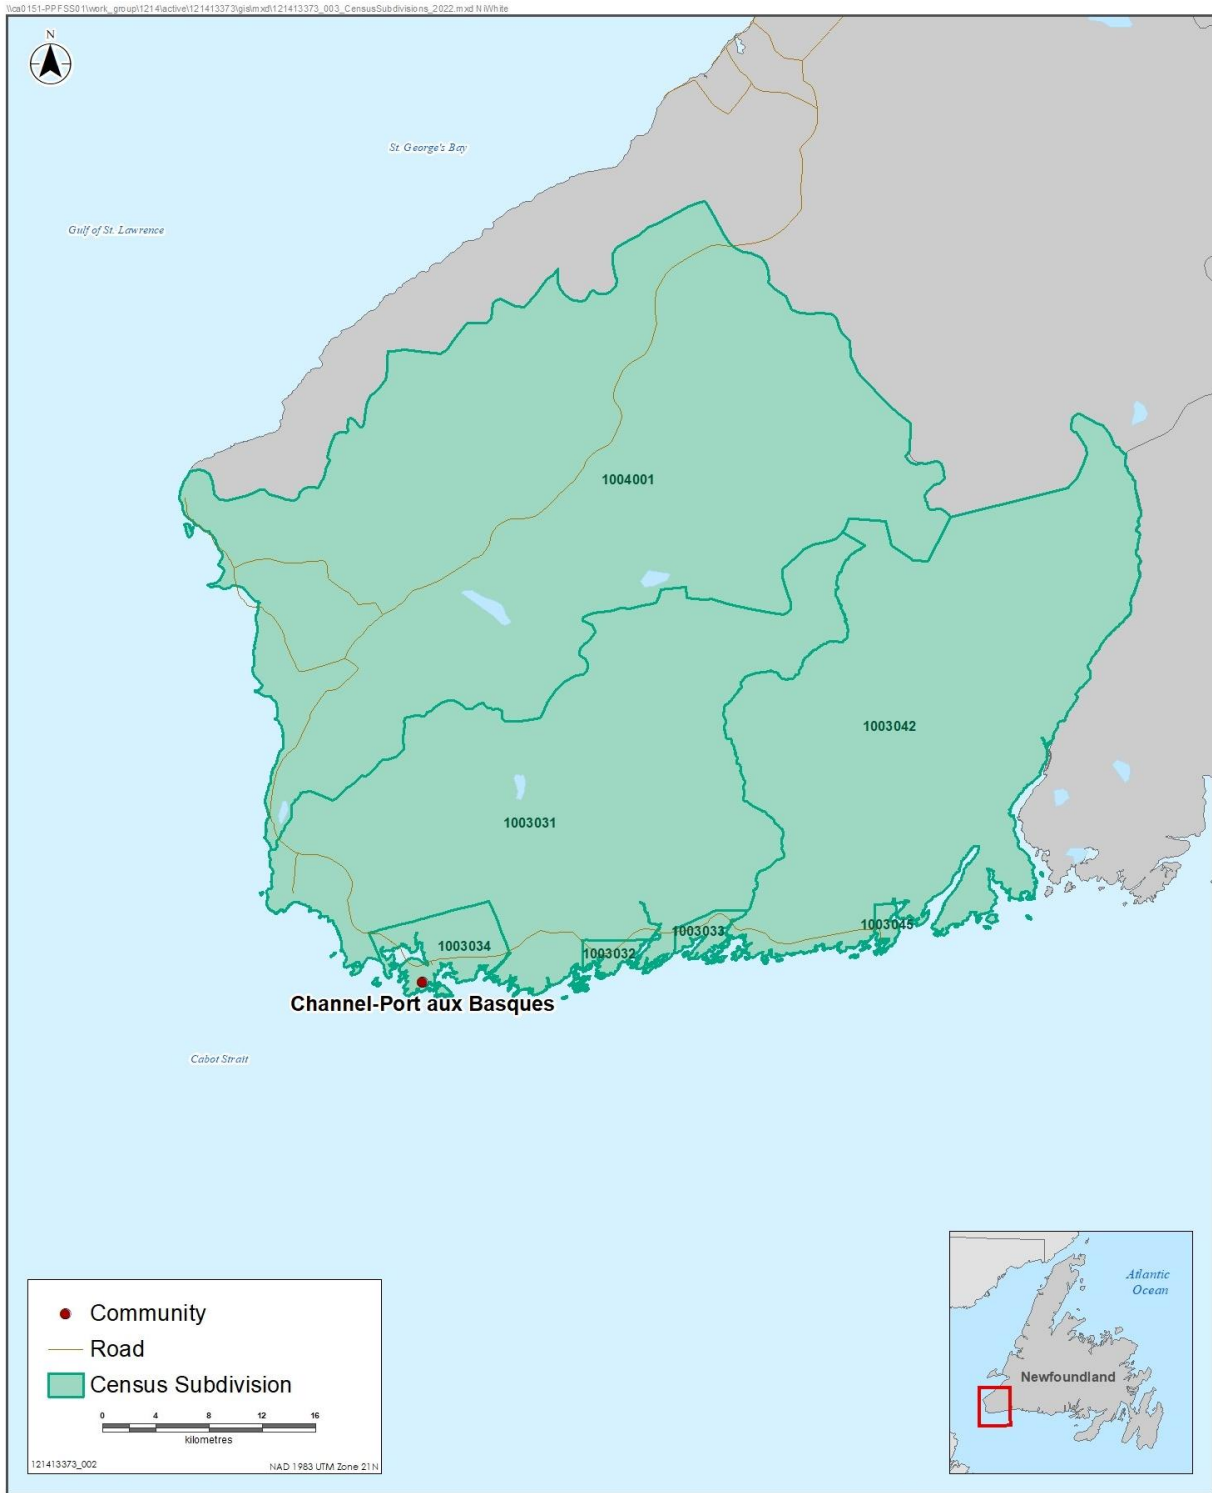 \\ca0151-PPFSS01\work_group\1214\active\121413373\gis\mxd\121413373_003_CensusSubdivisions_2022.mxd NiWhite
N
St. George's Bay
Gulf of St. Lawrence
1004001
1003042
1003031
1003045
1003033
1003034
1003032
Channel-Port aux Basques
Cabot Strait
Community
Road
Census Subdivision
0 4 8 12 16
kilometres
121413373_002
NAD 1983 UTM Zone 21N
Atlantic
Ocean
Newfoundland